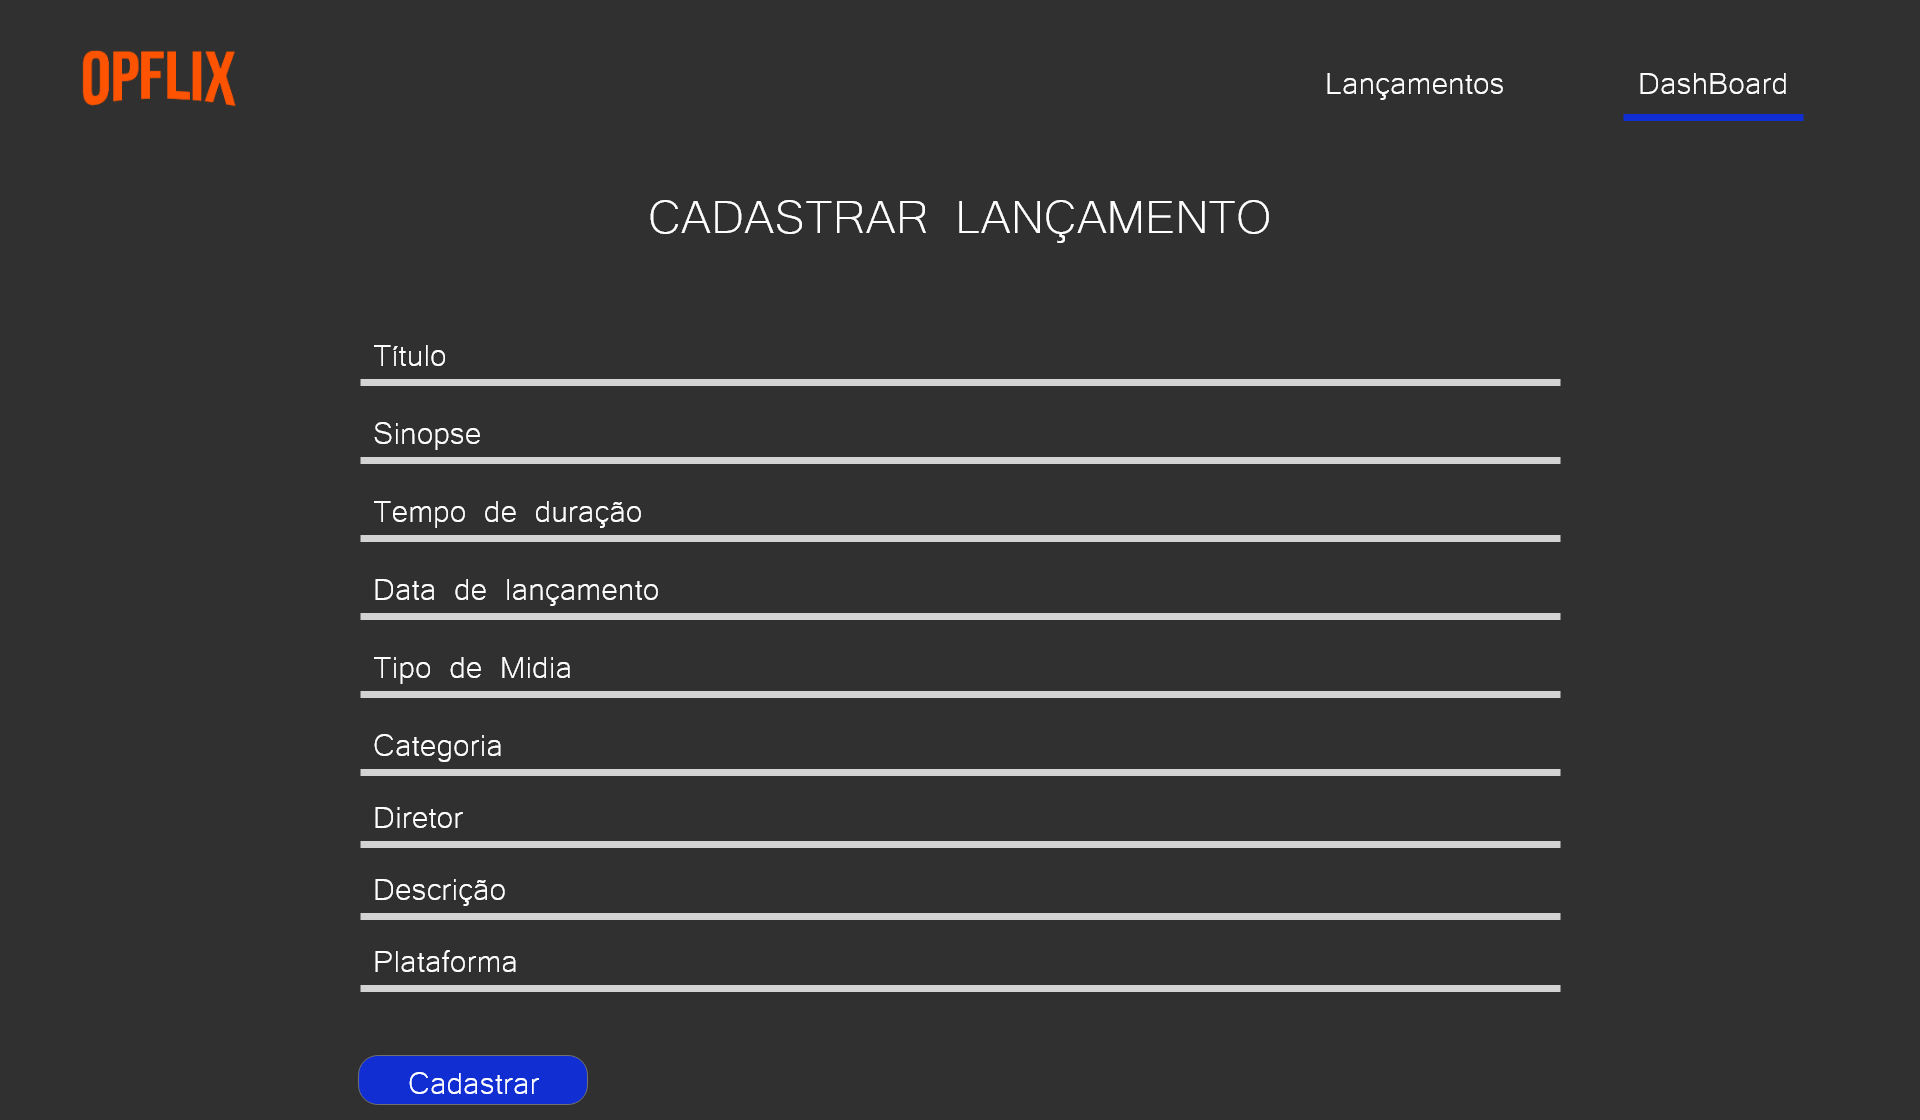 OPFLIX
Lançamentos
DashBoard
CADASTRAR LANÇAMENTO
Título
Sinopse
Tempo de duração
Data de lançamento
Tipo de Midia
Categoria
Diretor
Descrição
Plataforma
Cadastrar